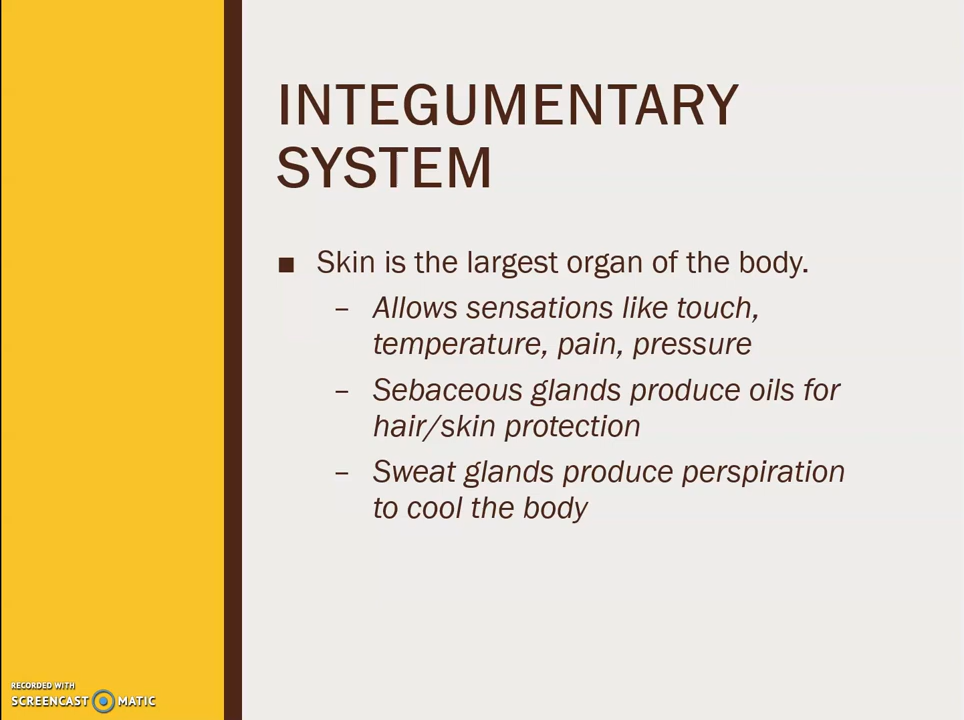 INTEGUMENTARY
SYSTEM
■ Skin is the largest organ of the body.
– Allows sensations like touch,
temperature, pain, pressure
– Sebaceous glands produce oils for
hair/skin protection
– Sweat glands produce perspiration
to cool the body
RECORDED WITH
SCREENCAST MATIC